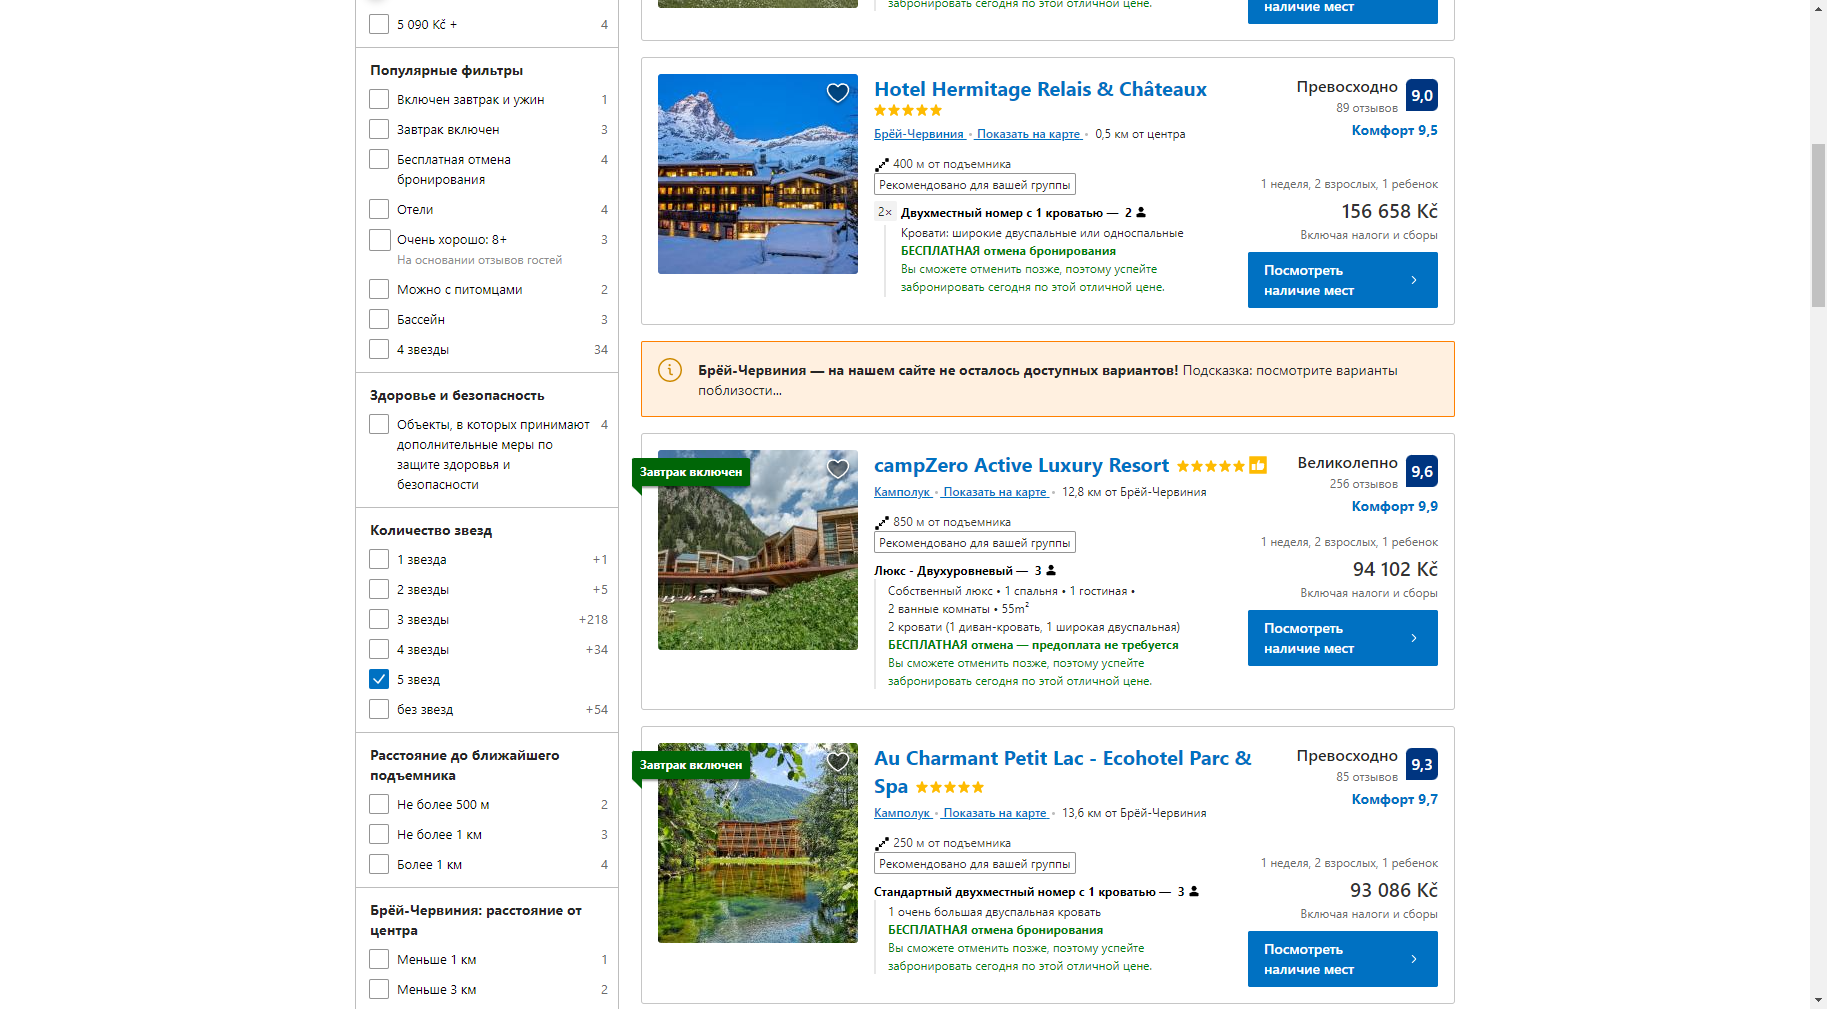 5 090 Kč +
4
Популярные фильтры
Включен завтрак и ужин
1
Завтрак включен
3
Бесплатная отмена
бронирования
4
Отели
4
Очень хорошо: 8+
3
На основании отзывов гостей
Можно с питомцами
2
Бассейн
3
4 звезды
34
Здоровье и безопасность
Объекты, в которых принимают
дополнительные меры по
защите здоровья и
безопасности
4
Количество звезд
1 звезда
+1
2 звезды
+5
3 звезды
+218
4 звезды
+34
5 звезд
без звезд
+54
Расстояние до ближайшего
подъемника
Не более 500 м
2
Не более 1 км
3
Более 1 км
4
Брёй-Червиния: расстояние от
центра
Меньше 1 км
1
Меньше 3 км
2
забронировать сегодня по этой отличной цене.
наличие мест
Hotel Hermitage Relais & Châteaux
Брёй-Червиния • Показать на карте • 0,5 км от центра
400 м от подъемника
Рекомендовано для вашей группы
2× Двухместный номер с 1 кроватью — 2
Кровати: широкие двуспальные или односпальные
БЕСПЛАТНАЯ отмена бронирования
Вы сможете отменить позже, поэтому успейте
забронировать сегодня по этой отличной цене.
Превосходно
89 отзывов
9,0
Комфорт 9,5
1 неделя, 2 взрослых, 1 ребенок
156 658 Kč
Включая налоги и сборы
Посмотреть
наличие мест
Брёй-Червиния — на нашем сайте не осталось доступных вариантов! Подсказка: посмотрите варианты
поблизости...
Завтрак включен
campZero Active Luxury Resort
Камполук • Показать на карте • 12,8 км от Брёй-Червиния
850 м от подъемника
Рекомендовано для вашей группы
Люкс - Двухуровневый — 3
Собственный люкс • 1 спальня • 1 гостиная •
2 ванные комнаты • 55m²
2 кровати (1 диван-кровать, 1 широкая двуспальная)
БЕСПЛАТНАЯ отмена — предоплата не требуется
Вы сможете отменить позже, поэтому успейте
забронировать сегодня по этой отличной цене.
Великолепно
256 отзывов
9,6
Комфорт 9,9
1 неделя, 2 взрослых, 1 ребенок
94 102 Kč
Включая налоги и сборы
Посмотреть
наличие мест
Завтрак включен
Au Charmant Petit Lac - Ecohotel Parc &
Spa
Камполук • Показать на карте • 13,6 км от Брёй-Червиния
250 м от подъемника
Рекомендовано для вашей группы
Стандартный двухместный номер с 1 кроватью — 3
1 очень большая двуспальная кровать
БЕСПЛАТНАЯ отмена бронирования
Вы сможете отменить позже, поэтому успейте
забронировать сегодня по этой отличной цене.
Превосходно
85 отзывов
9,3
Комфорт 9,7
1 неделя, 2 взрослых, 1 ребенок
93 086 Kč
Включая налоги и сборы
Посмотреть
наличие мест